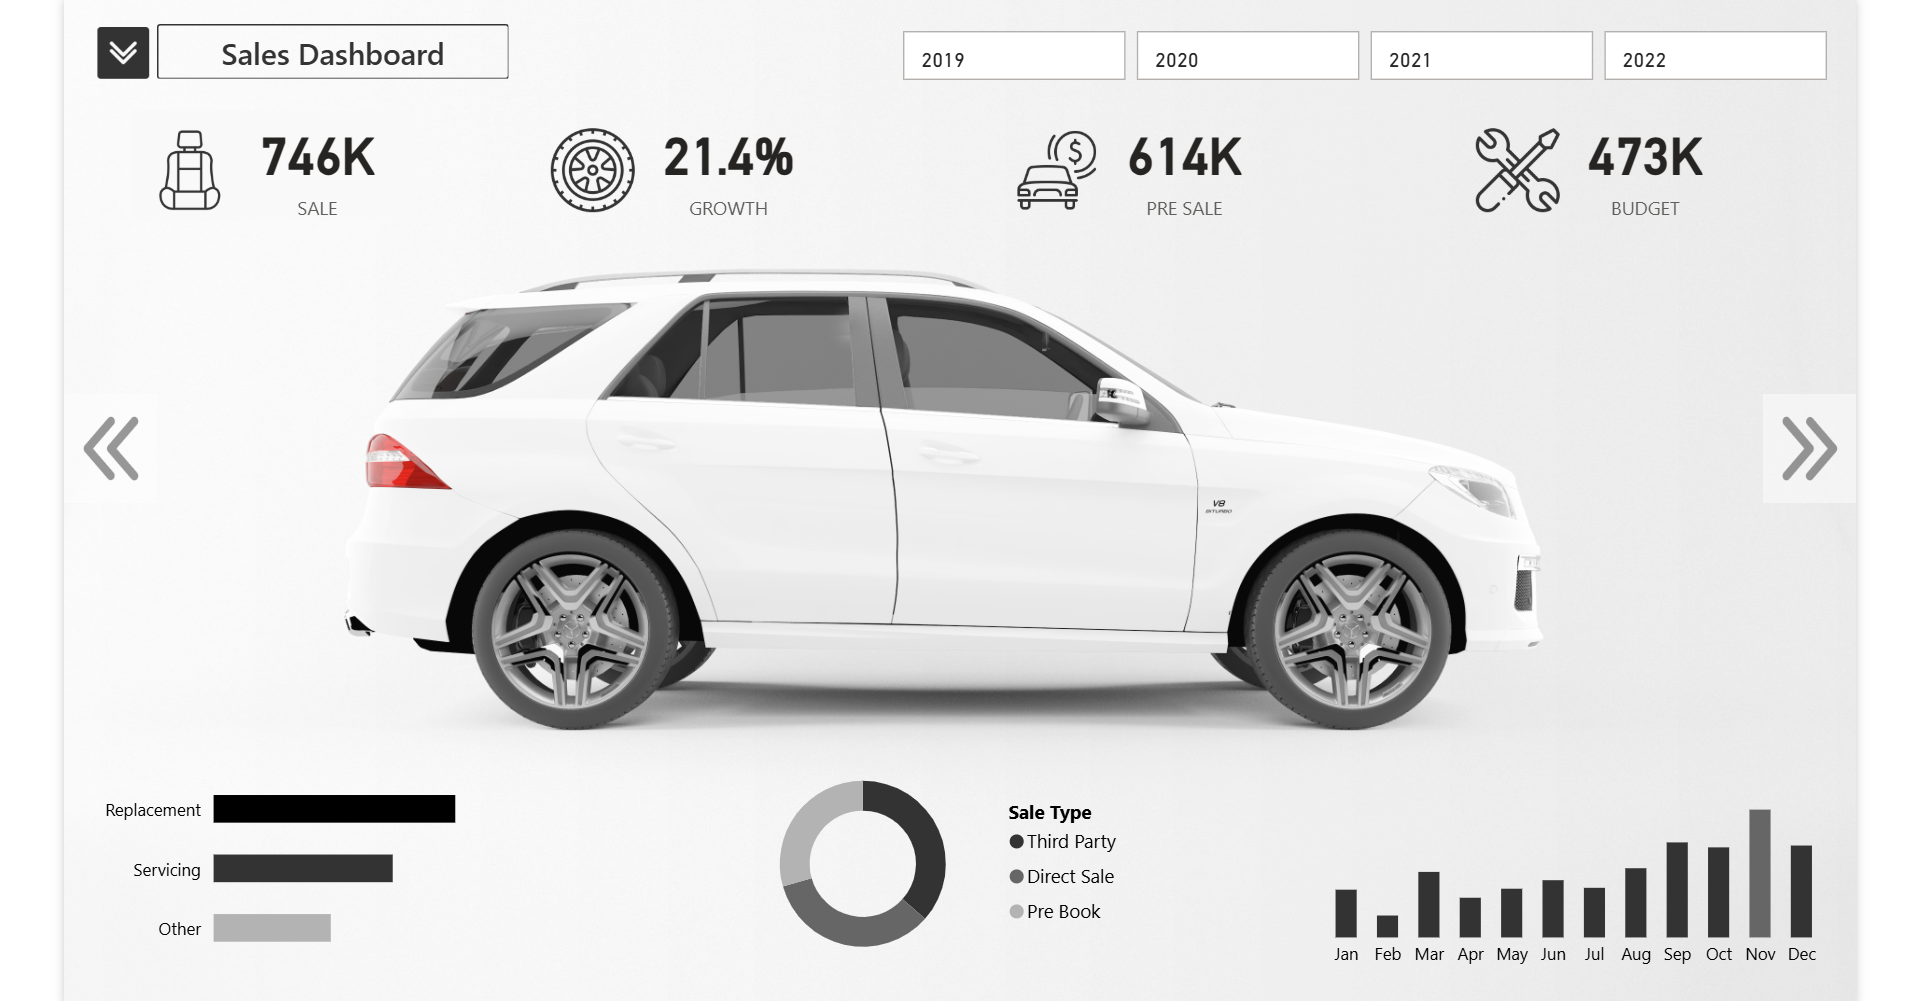 Sales Dashboard
2019
2020
2021
2022
746K
SALE
21.4%
GROWTH
$
614K
PRE SALE
473K
BUDGET
V8
BITURBO
Replacement
Servicing
Other
Sale Type
Third Party
Direct Sale
Pre Book
Jan Feb Mar Apr May Jun Jul Aug Sep Oct Nov Dec